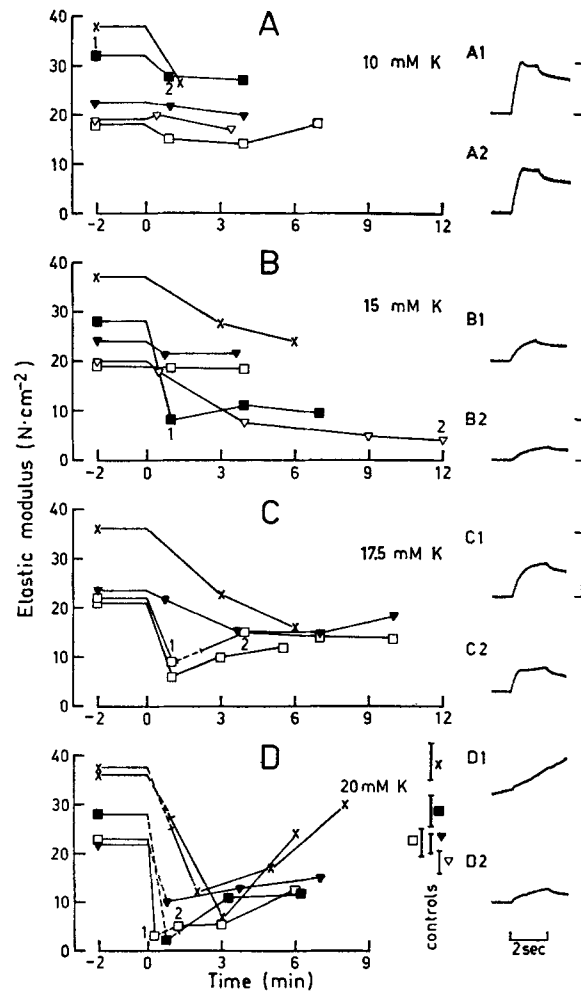 Elastic modulus (N·cm⁻²)
A
10 mM K
40
30
20
10
0
-2 0 3 6 9 12
1
2
A1
A2
B
15 mM K
40
30
20
10
0
-2 0 3 6 9 12
1
2
B1
B2
C
17.5 mM K
40
30
20
10
0
-2 0 3 6 9 12
1
2
C1
C2
D
20 mM K
40
30
20
10
0
-2 0 3 6 9
1
2
Time (min)
controls
D1
D2
2sec